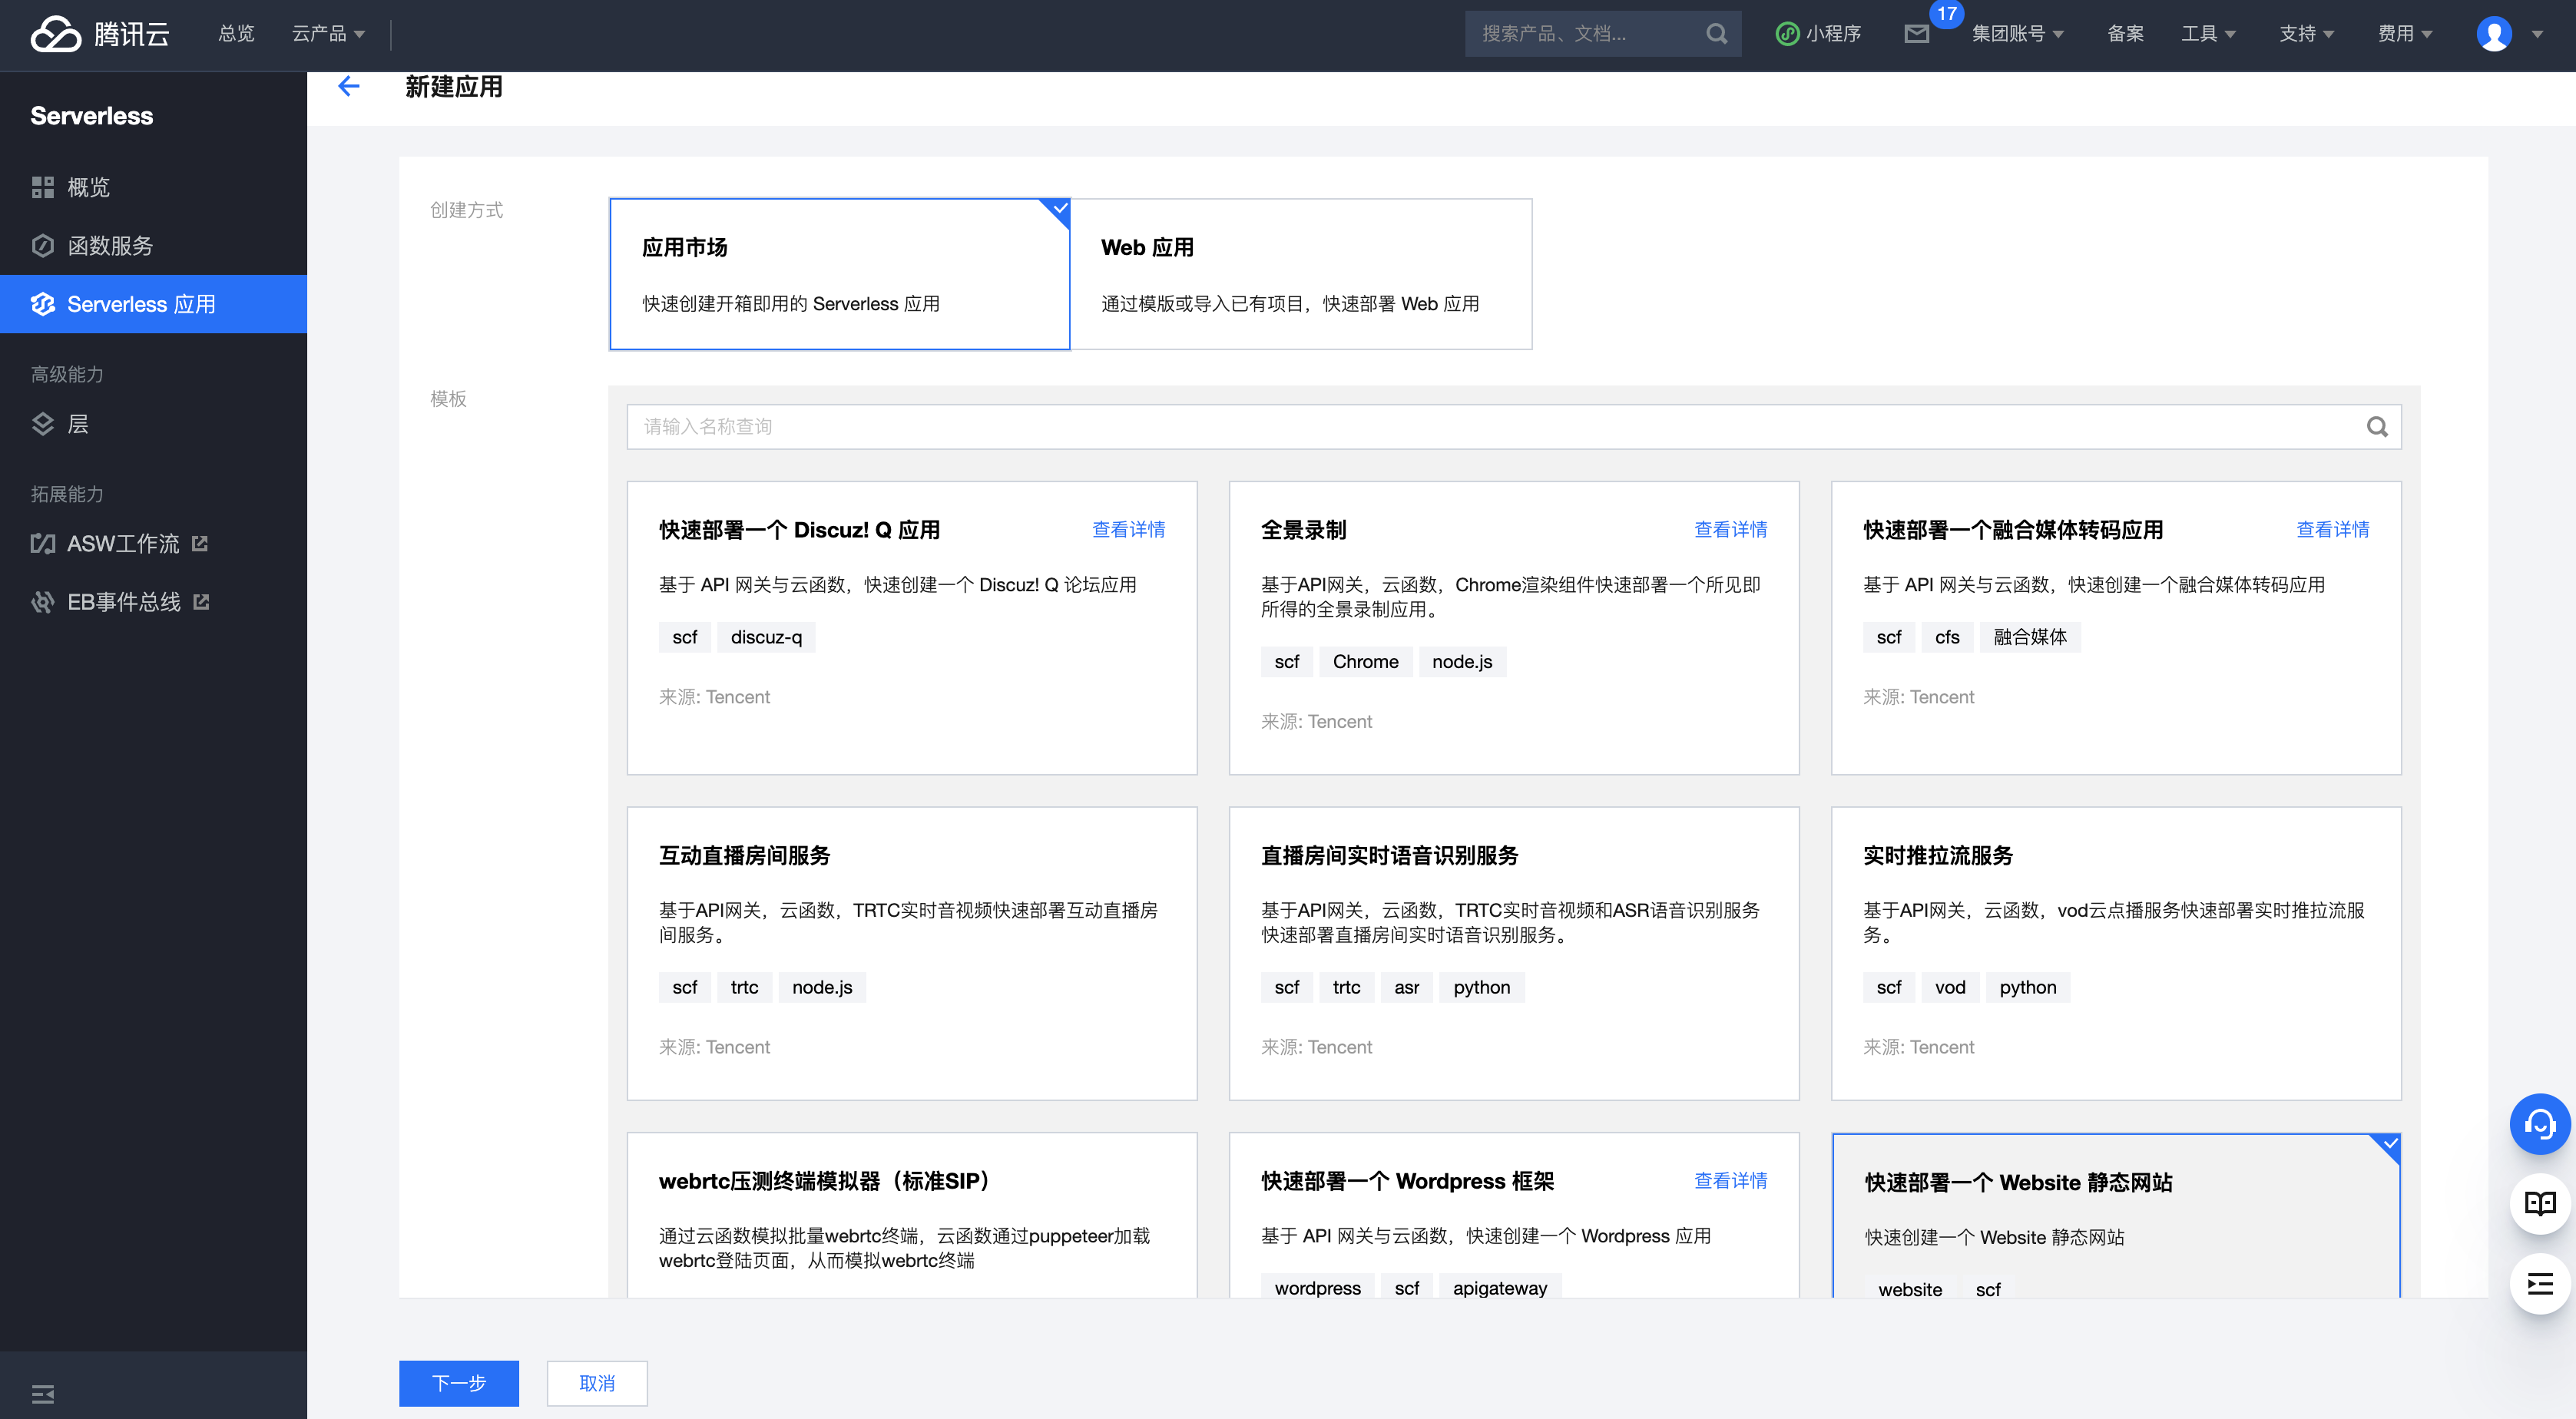 腾讯云
总览
云产品
搜索产品、文档...
小程序
17
集团账号
备案
工具
支持
费用
Serverless
概览
函数服务
Serverless 应用
高级能力
层
拓展能力
ASW工作流
EB事件总线
新建应用
创建方式
应用市场
快速创建开箱即用的 Serverless 应用
Web 应用
通过模版或导入已有项目，快速部署 Web 应用
模板
请输入名称查询
快速部署一个 Discuz! Q 应用
查看详情
基于 API 网关与云函数，快速创建一个 Discuz! Q 论坛应用
scf
discuz-q
来源: Tencent
全景录制
查看详情
基于API网关，云函数，Chrome渲染组件快速部署一个所见即
所得的全景录制应用。
scf
Chrome
node.js
来源: Tencent
快速部署一个融合媒体转码应用
查看详情
基于 API 网关与云函数，快速创建一个融合媒体转码应用
scf
cfs
融合媒体
来源: Tencent
互动直播房间服务
基于API网关，云函数，TRTC实时音视频快速部署互动直播房
间服务。
scf
trtc
node.js
来源: Tencent
直播房间实时语音识别服务
基于API网关，云函数，TRTC实时音视频和ASR语音识别服务
快速部署直播房间实时语音识别服务。
scf
trtc
asr
python
来源: Tencent
实时推拉流服务
基于API网关，云函数，vod云点播服务快速部署实时推拉流服
务。
scf
vod
python
来源: Tencent
webrtc压测终端模拟器（标准SIP）
通过云函数模拟批量webrtc终端，云函数通过puppeteer加载
webrtc登陆页面，从而模拟webrtc终端
快速部署一个 Wordpress 框架
查看详情
基于 API 网关与云函数，快速创建一个 Wordpress 应用
wordpress
scf
apigateway
快速部署一个 Website 静态网站
快速创建一个 Website 静态网站
website
scf
下一步
取消